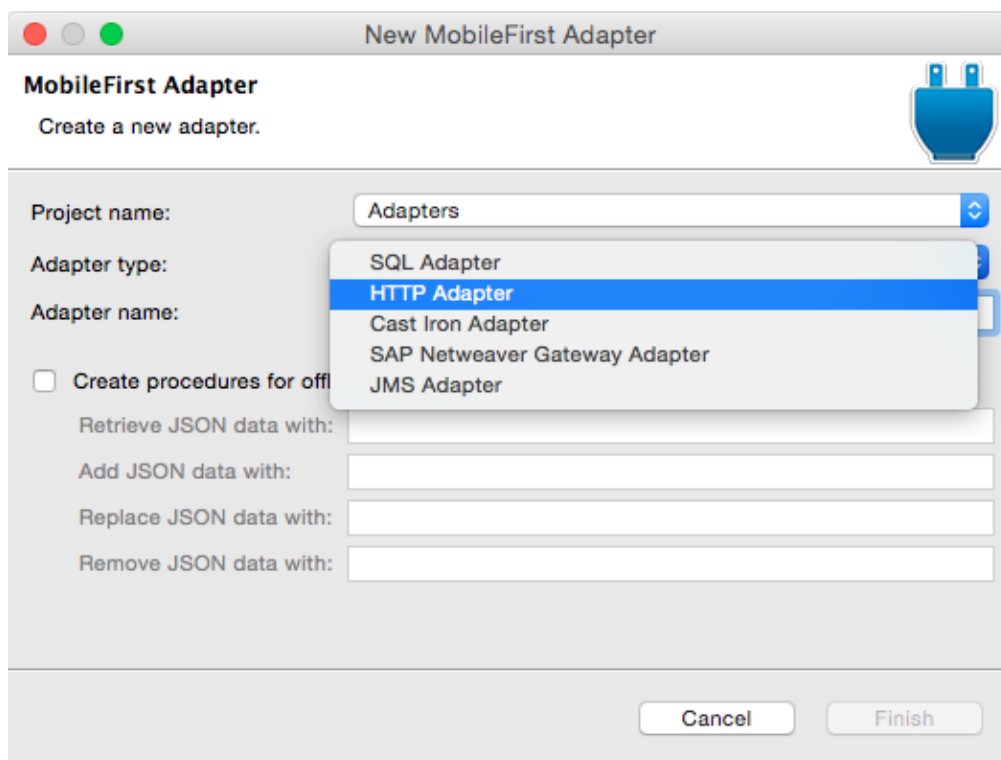 New MobileFirst Adapter
MobileFirst Adapter
Create a new adapter.
Project name:
Adapters
Adapter type:
SQL Adapter
HTTP Adapter
Adapter name:
Cast Iron Adapter
SAP Netweaver Gateway Adapter
JMS Adapter
Create procedures for offl
Retrieve JSON data with:
Add JSON data with:
Replace JSON data with:
Remove JSON data with:
Cancel
Finish